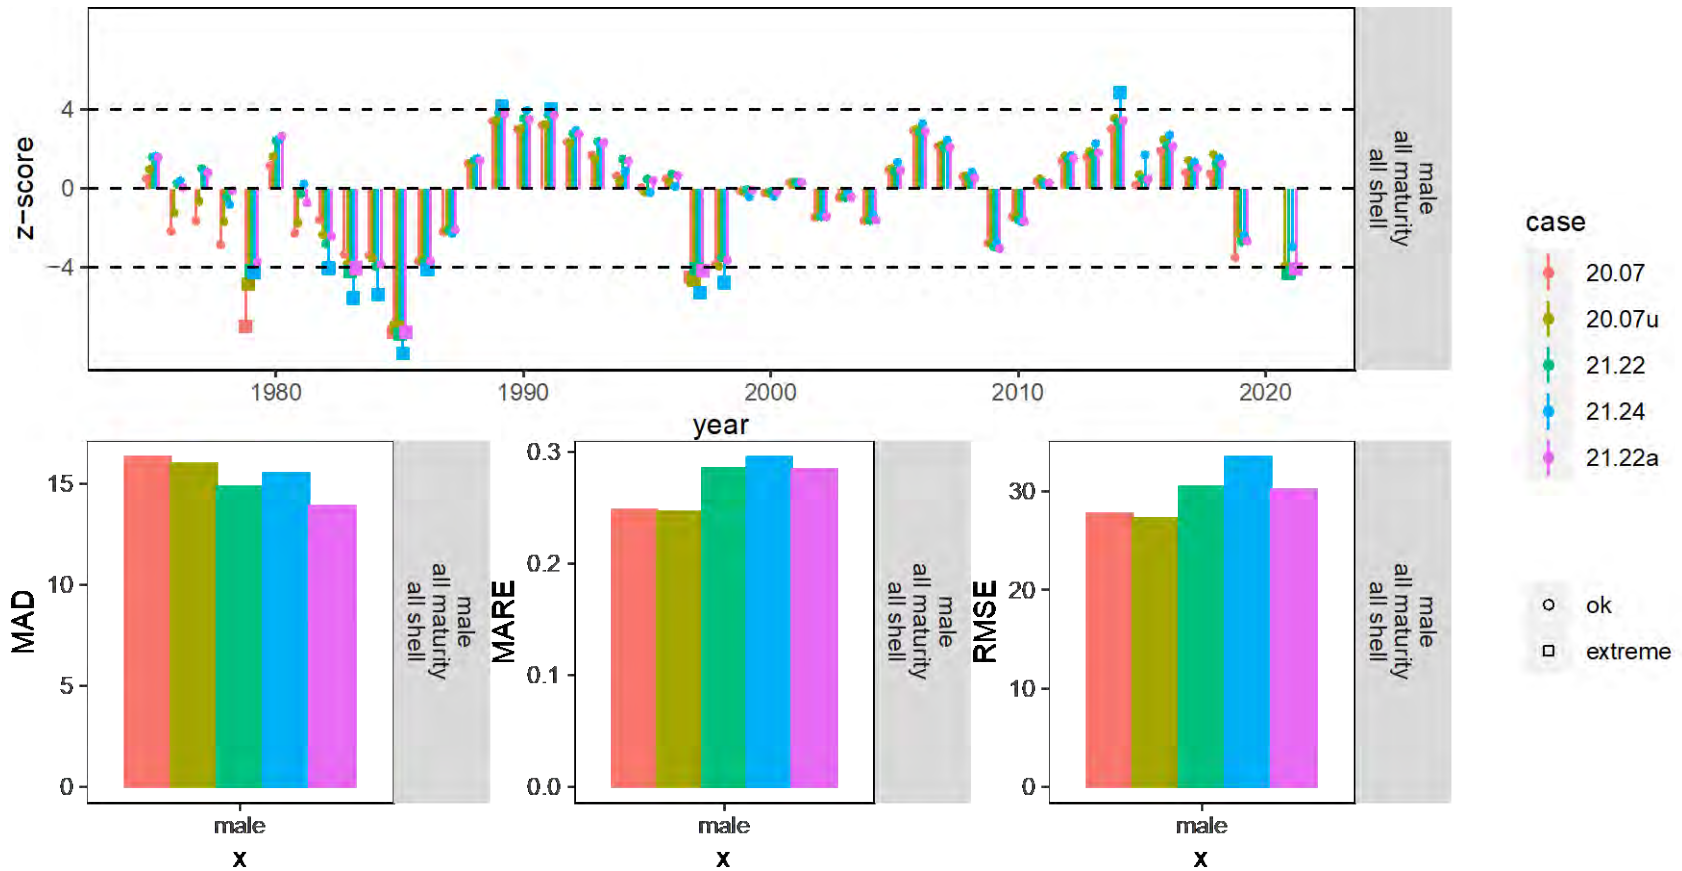 z-score
4
0
−4
1980
1990
2000
2010
2020
year
male
all maturity
all shell
case
20.07
20.07u
21.22
21.24
21.22a
ok
extreme
MAD
15
10
5
0
male
x
male
all maturity
all shell
MARE
0.3
0.2
0.1
0.0
male
x
male
all maturity
all shell
RMSE
30
20
10
0
male
x
male
all maturity
all shell